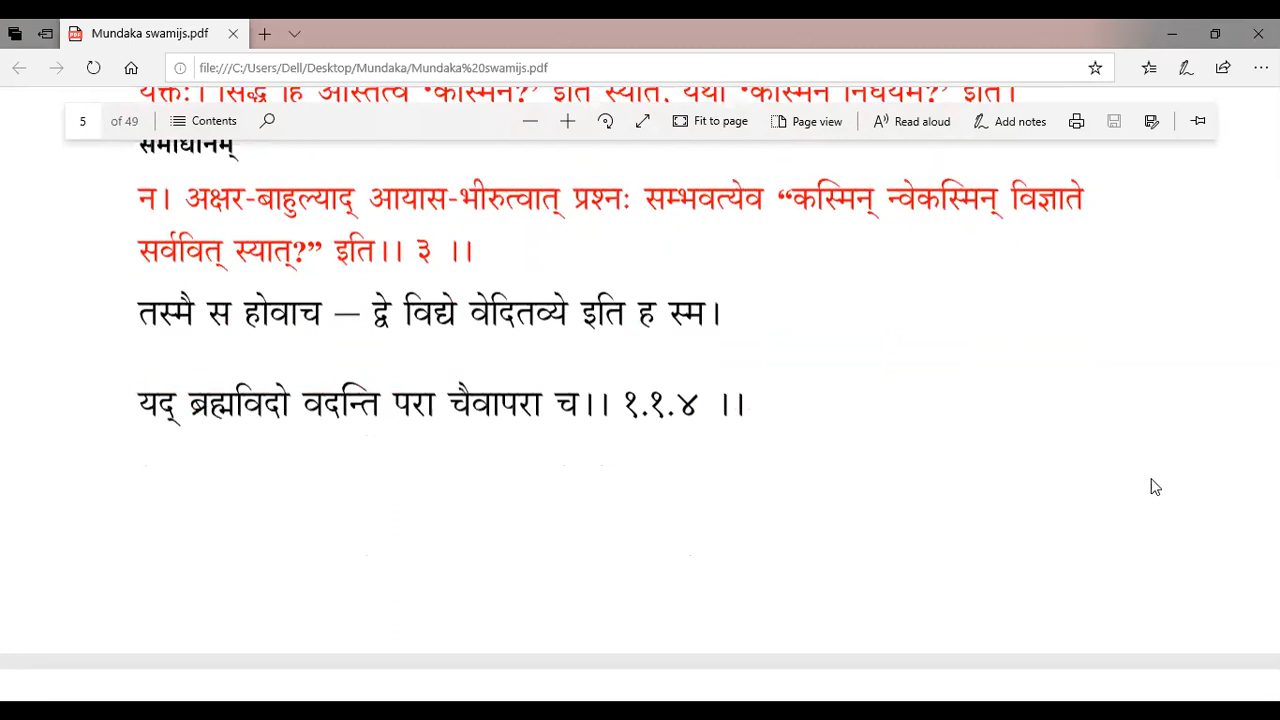 Mundaka swamijs.pdf
file:///C:/Users/Dell/Desktop/Mundaka/Mundaka%20swamijs.pdf
5 of 49 Contents Fit to page Page view Read aloud Add notes
समाधानम्
न। अक्षर-बाहुल्याद् आयास-भीरुत्वात् प्रश्नः सम्भवत्येव “कस्मिन् न्वेकस्मिन् विज्ञाते
सर्ववित् स्यात्?” इति।। ३ ।।
तस्मै स होवाच – द्वे विद्ये वेदितव्ये इति ह स्म।
यद् ब्रह्मविदो वदन्ति परा चैवापरा च।। १.१.४ ।।